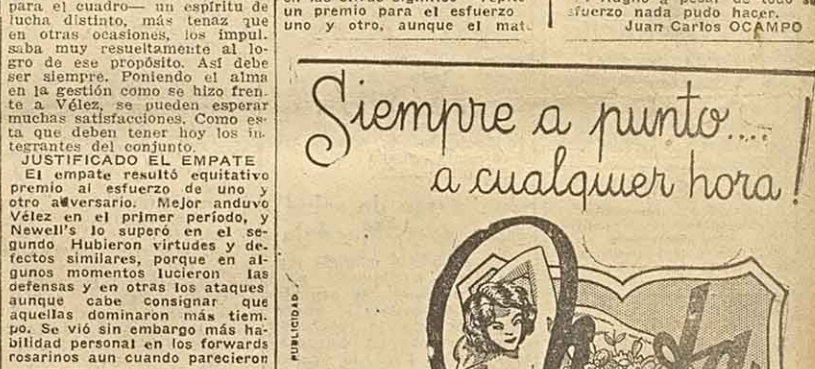 para el cuadro— un espíritu de
lucha distinto, más tenaz que
en otras ocasiones, los impul.
saba muy resueltamente al lo-
gro de ese propósito. Así debe
ser siempre. Poniendo el alma
en la gestión como se hizo fren
te a Vélez, se pueden esperar
muchas satisfacciones. Como es-
ta que deben tener hoy los in-
tegrantes del conjunto.
JUSTIFICADO EL EMPATE
El empate resultó equitativo
premio al esfuerzo de uno y
otro adversario. Mejor anduvo
Vélez en el primer período, y
Newell's lo superó en el se-
gundo Hubieron virtudes y de-
fectos similares, porque en al-
gunos momentos lucieron las
defensas y en otras los ataques
aunque cabe consignar que
aquellas dominaron más tiem-
po. Se vió sin embargo más ha-
bilidad personal en los forwards
rosarinos aun cuando parecieron
un premio para el esfuerzo
uno y otro, aunque el mat
a pesar de todo su
sfuerzo nada pudo hacer.
Juan Carlos OCAMPO
Siempre a punto....
a cualquier hora!
PUBLICIDAD